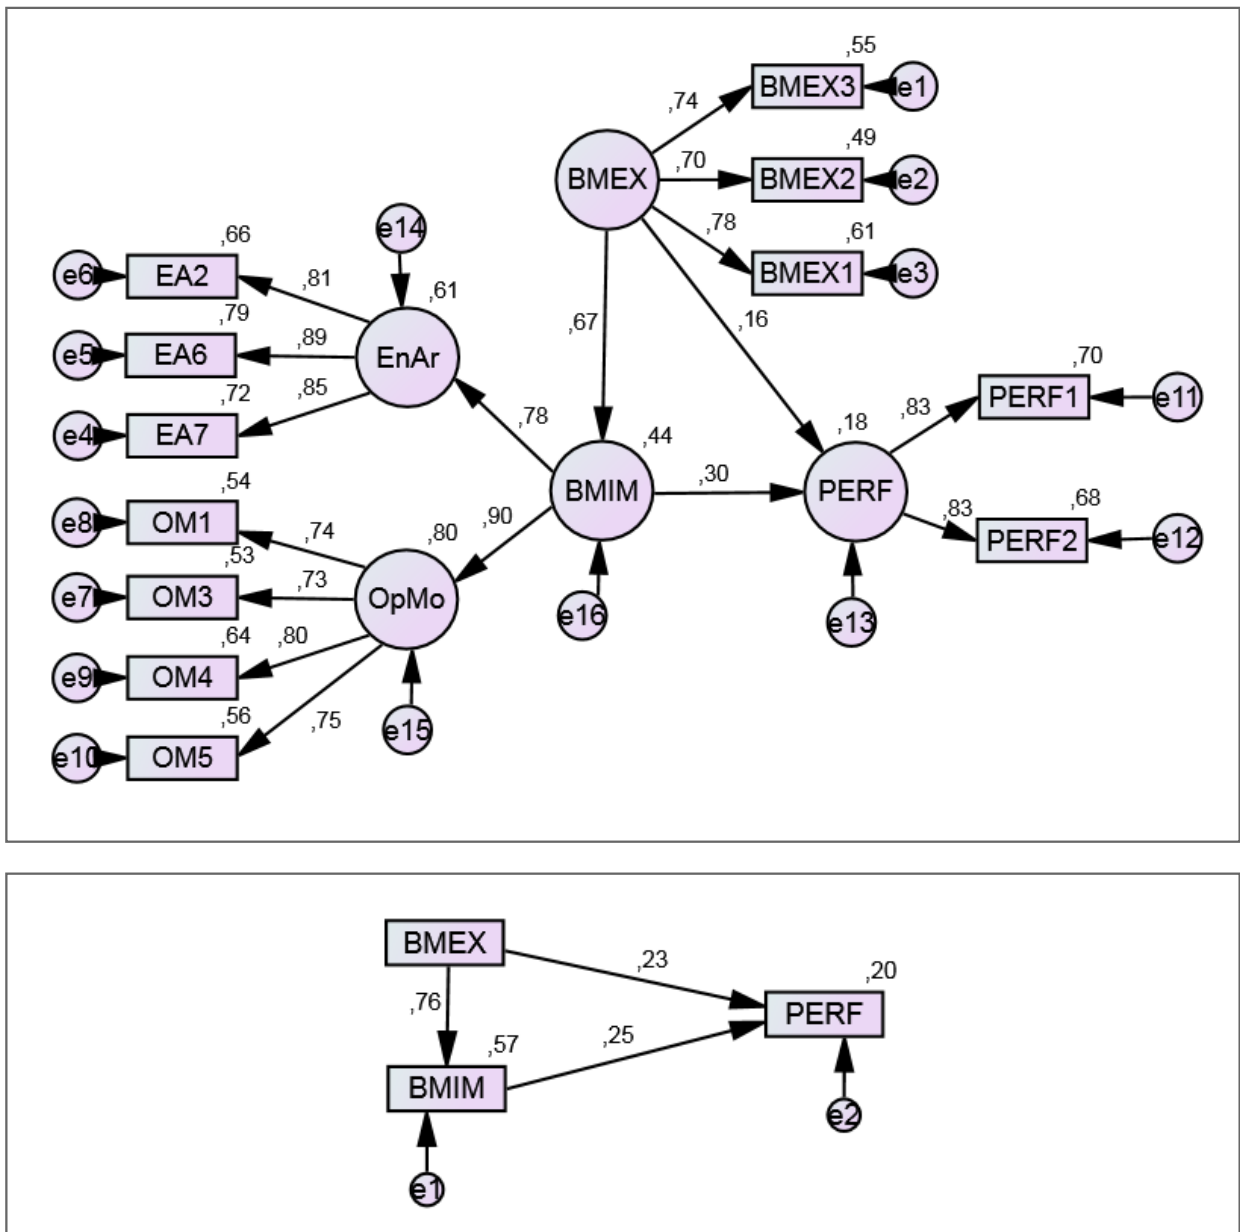 ,55
BMEX3
e1
,74
BMEX
,70
,49
BMEX2
e2
,78
,61
BMEX1
e3
e14
,66
e6
EA2
,81
,61
,79
e5
EA6
,89
EnAr
,72
,85
e4
EA7
,67
,16
,78
,70
PERF1
e11
,83
,18
,44
BMIM
,30
PERF
,54
e8
OM1
,74
,90
,80
,83
,68
PERF2
e12
,53
e7
OM3
,73
OpMo
e16
e13
,64
,80
e9
OM4
,56
,75
e15
e10
OM5
BMEX
,23
,20
,76
PERF
,57
,25
BMIM
e2
e1